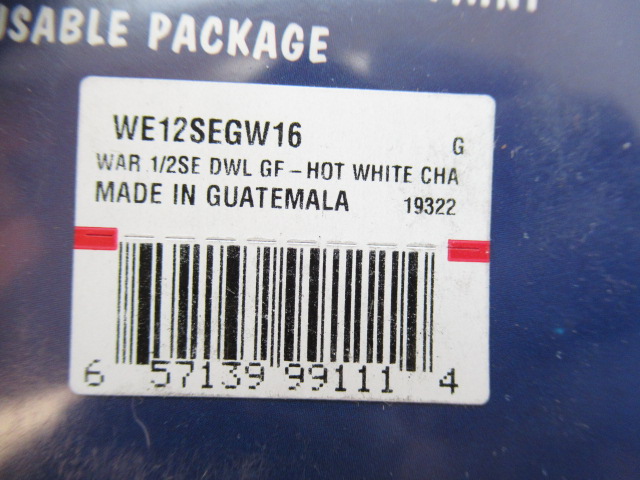 USABLE PACKAGE
WE12SEGW16
G
WAR 1/2SE DWL GF-HOT WHITE CHA
MADE IN GUATEMALA 19322
6 57139 99111 4